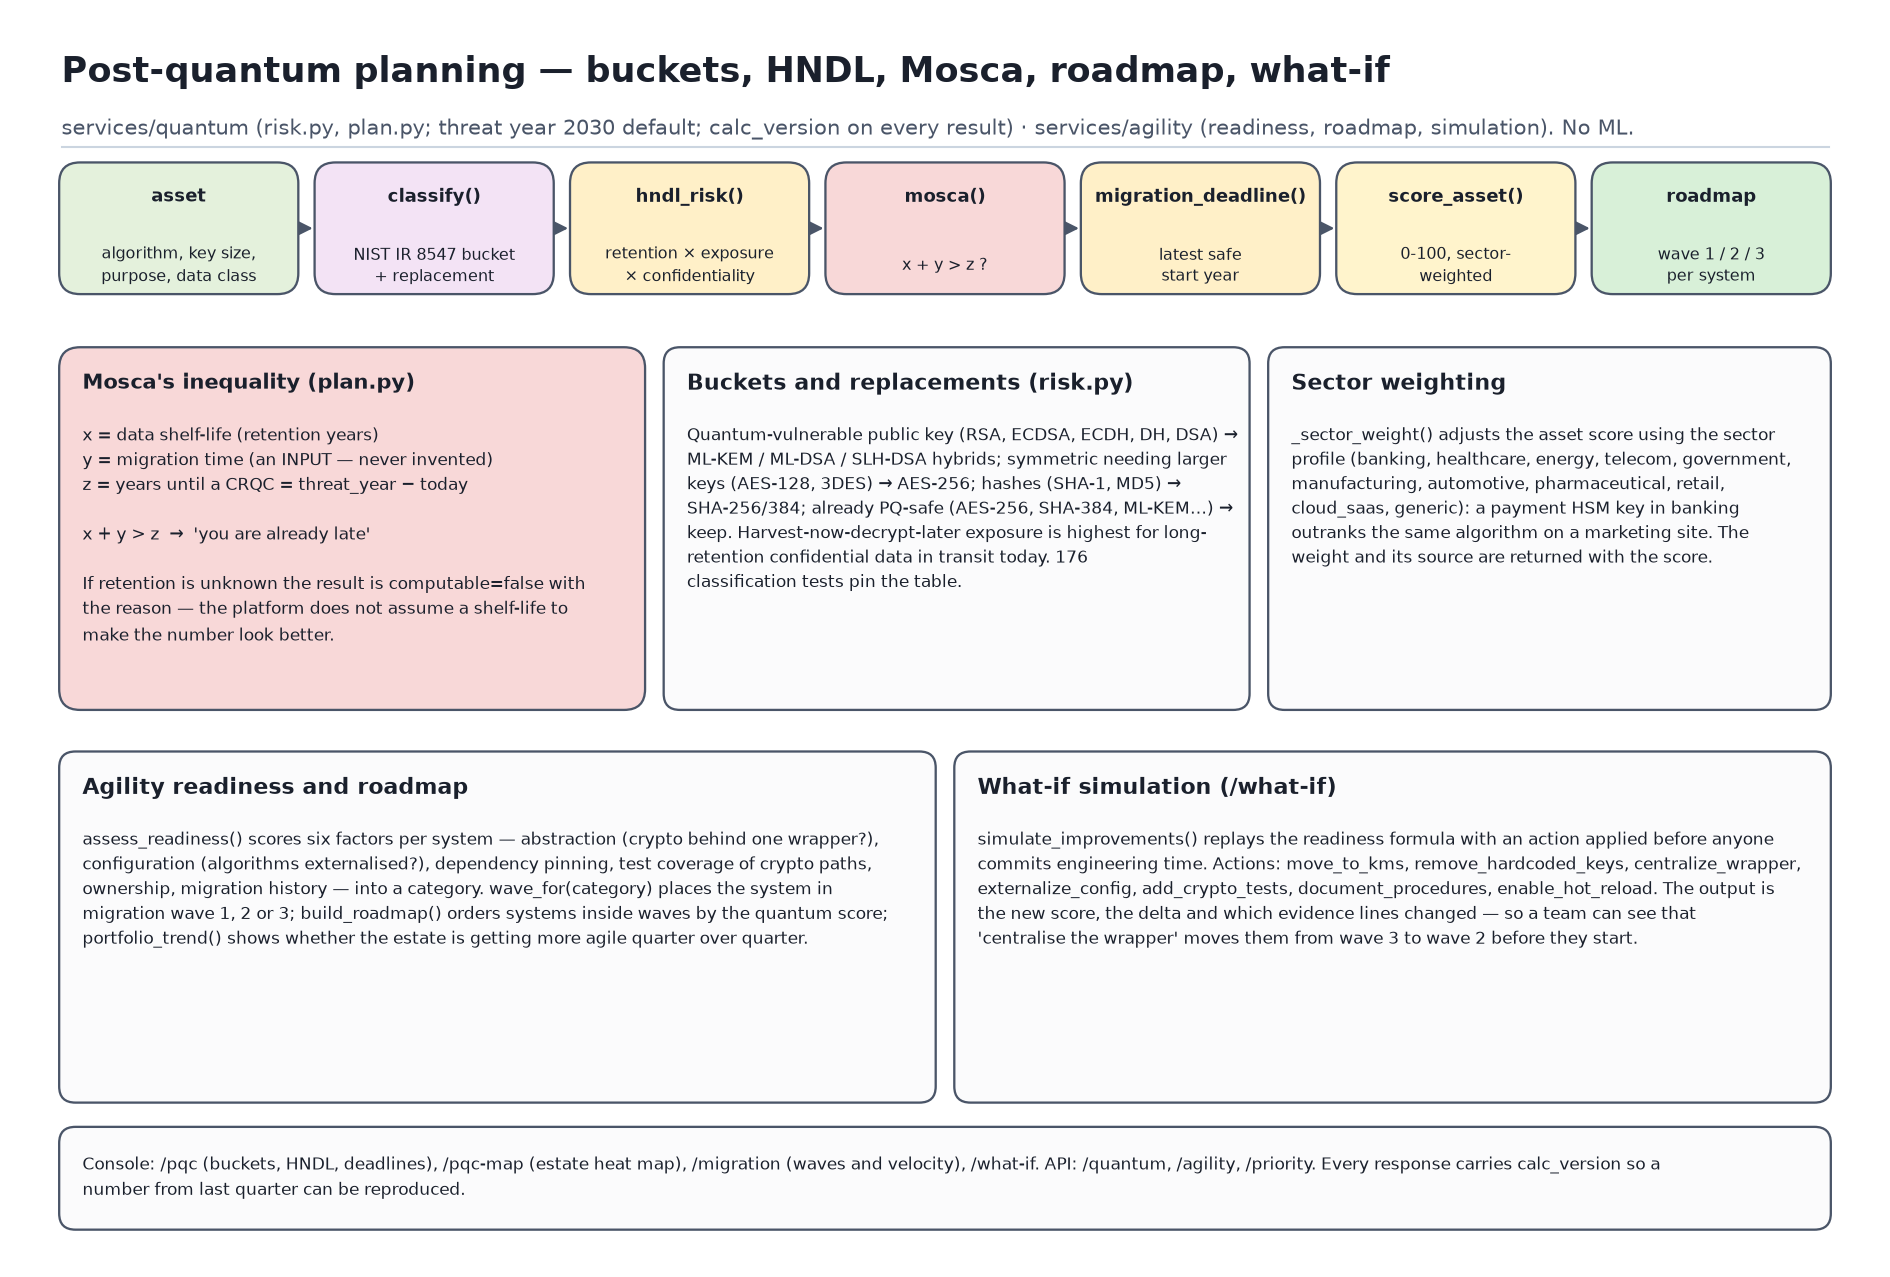 Post-quantum planning — buckets, HNDL, Mosca, roadmap, what-if
services/quantum (risk.py, plan.py; threat year 2030 default; calc_version on every result) · services/agility (readiness, roadmap, simulation). No ML.
asset
algorithm, key size,
purpose, data class
classify()
NIST IR 8547 bucket
+ replacement
hndl_risk()
retention × exposure
× confidentiality
mosca()
x + y > z ?
migration_deadline()
latest safe
start year
score_asset()
0-100, sector-
weighted
roadmap
wave 1 / 2 / 3
per system
Mosca's inequality (plan.py)
x = data shelf-life (retention years)
y = migration time (an INPUT — never invented)
z = years until a CRQC = threat_year − today
x + y > z → 'you are already late'
If retention is unknown the result is computable=false with
the reason — the platform does not assume a shelf-life to
make the number look better.
Buckets and replacements (risk.py)
Quantum-vulnerable public key (RSA, ECDSA, ECDH, DH, DSA) →
ML-KEM / ML-DSA / SLH-DSA hybrids; symmetric needing larger
keys (AES-128, 3DES) → AES-256; hashes (SHA-1, MD5) →
SHA-256/384; already PQ-safe (AES-256, SHA-384, ML-KEM…) →
keep. Harvest-now-decrypt-later exposure is highest for long-
retention confidential data in transit today. 176
classification tests pin the table.
Sector weighting
_sector_weight() adjusts the asset score using the sector
profile (banking, healthcare, energy, telecom, government,
manufacturing, automotive, pharmaceutical, retail,
cloud_saas, generic): a payment HSM key in banking
outranks the same algorithm on a marketing site. The
weight and its source are returned with the score.
Agility readiness and roadmap
assess_readiness() scores six factors per system — abstraction (crypto behind one wrapper?),
configuration (algorithms externalised?), dependency pinning, test coverage of crypto paths,
ownership, migration history — into a category. wave_for(category) places the system in
migration wave 1, 2 or 3; build_roadmap() orders systems inside waves by the quantum score;
portfolio_trend() shows whether the estate is getting more agile quarter over quarter.
What-if simulation (/what-if)
simulate_improvements() replays the readiness formula with an action applied before anyone
commits engineering time. Actions: move_to_kms, remove_hardcoded_keys, centralize_wrapper,
externalize_config, add_crypto_tests, document_procedures, enable_hot_reload. The output is
the new score, the delta and which evidence lines changed — so a team can see that
'centralise the wrapper' moves them from wave 3 to wave 2 before they start.
Console: /pqc (buckets, HNDL, deadlines), /pqc-map (estate heat map), /migration (waves and velocity), /what-if. API: /quantum, /agility, /priority. Every response carries calc_version so a
number from last quarter can be reproduced.